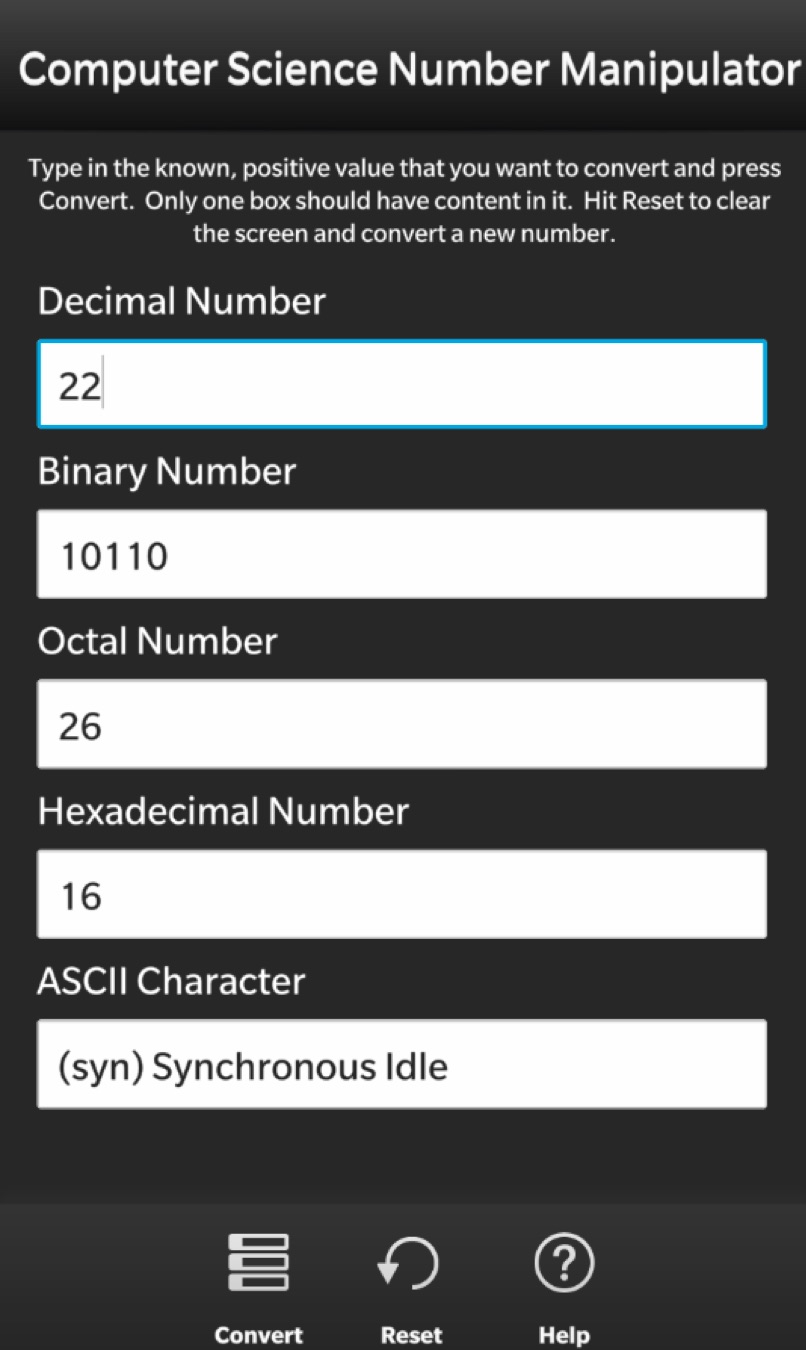 Computer Science Number Manipulator
Type in the known, positive value that you want to convert and press
Convert.  Only one box should have content in it.  Hit Reset to clear
the screen and convert a new number.
Decimal Number
22
Binary Number
10110
Octal Number
26
Hexadecimal Number
16
ASCII Character
(syn) Synchronous Idle
Convert Reset Help